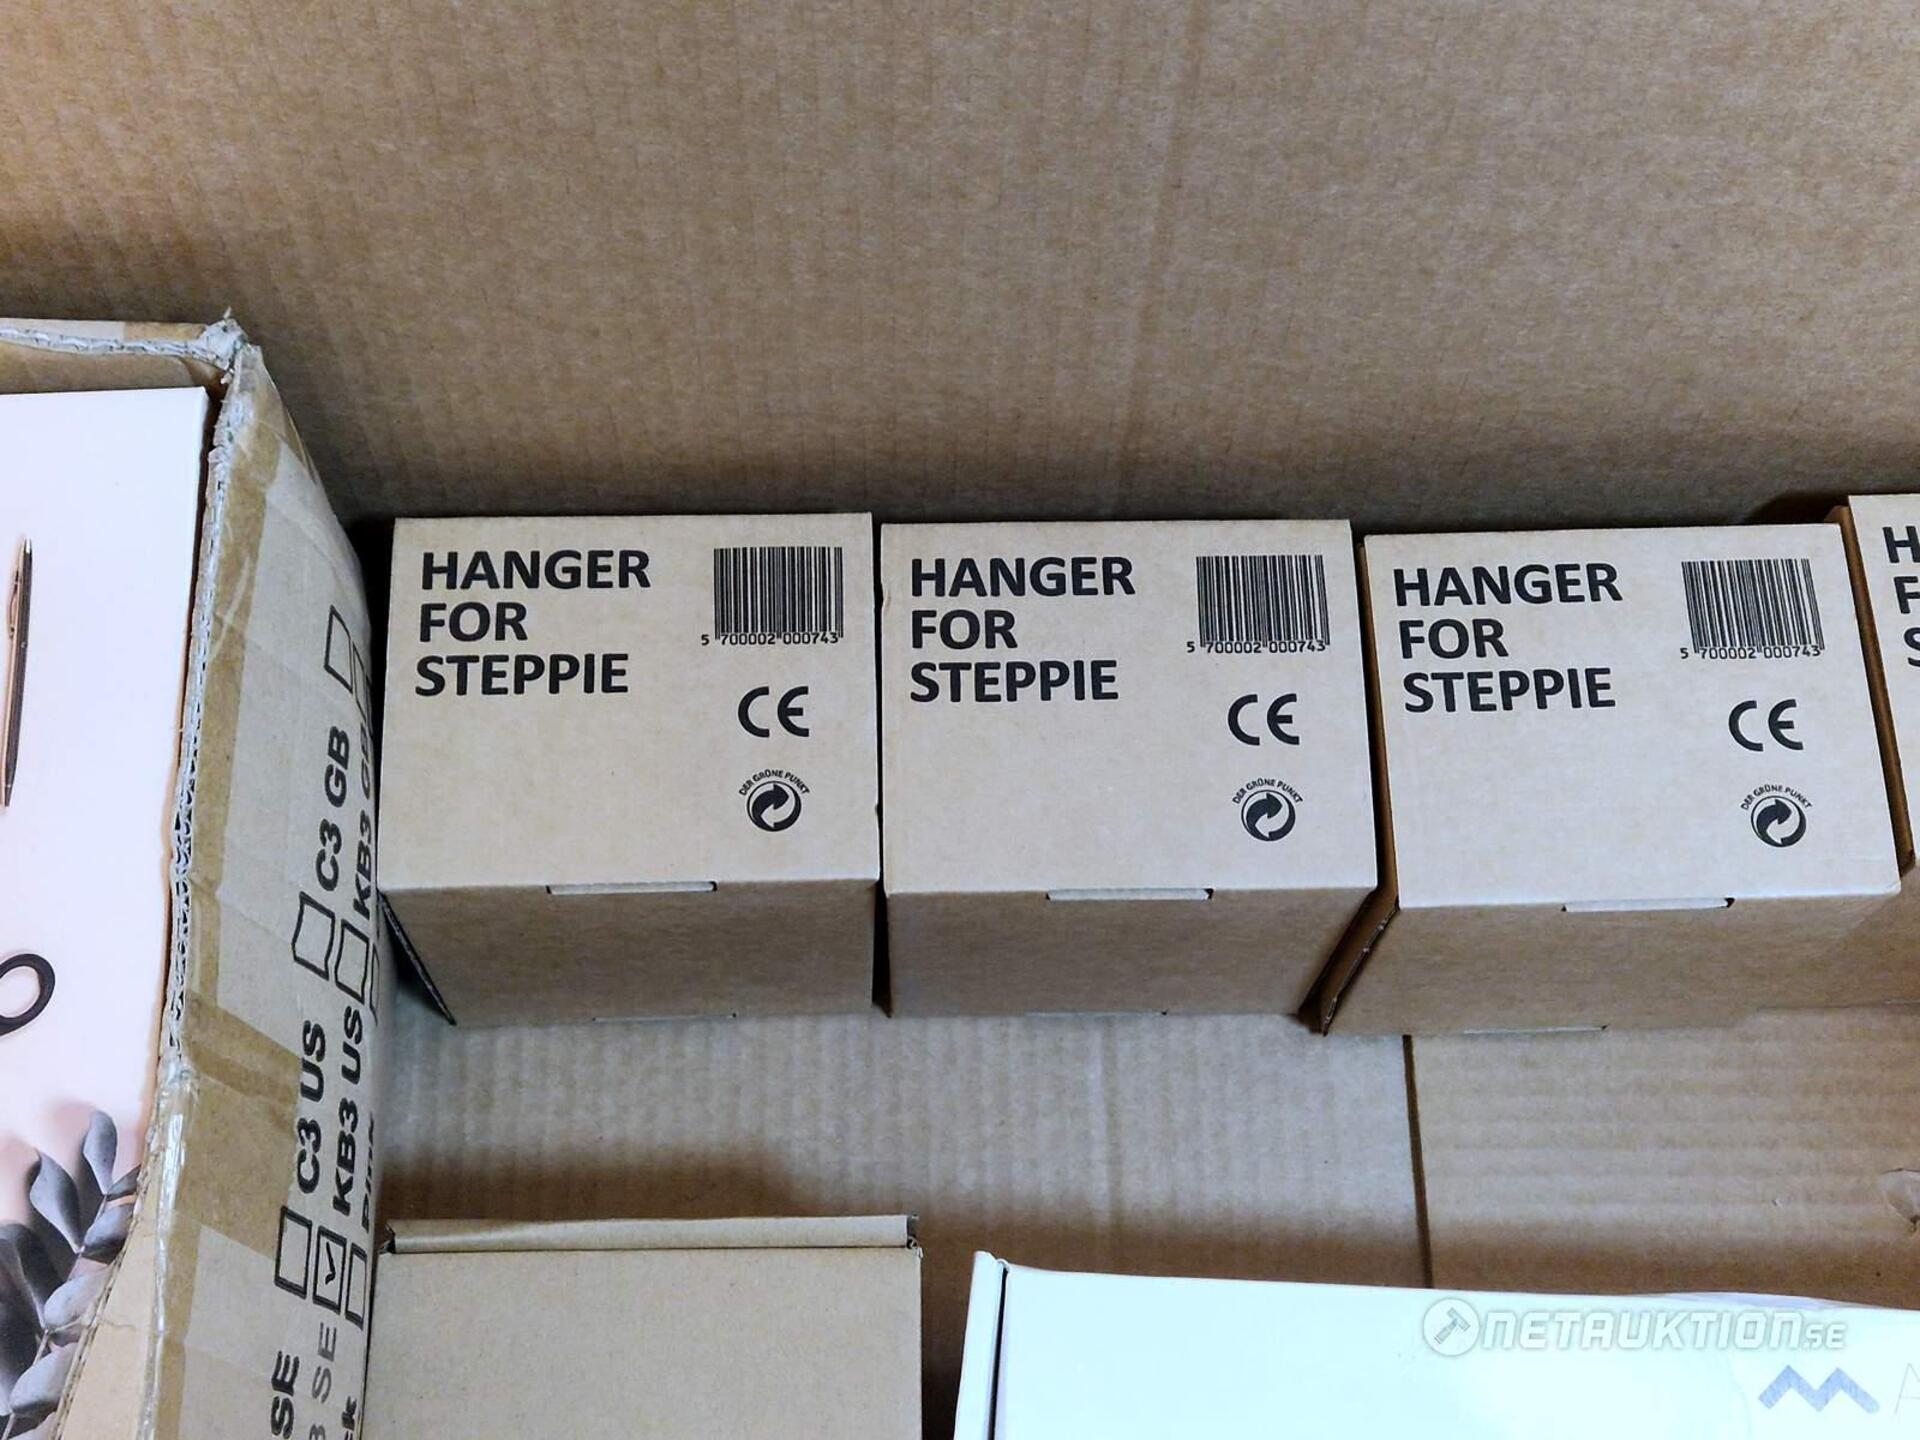 HANGER
FOR
STEPPIE
5 700002 000743
CE
DER GRÜNE PUNKT
HANGER
FOR
STEPPIE
5 700002 000743
CE
DER GRÜNE PUNKT
HANGER
FOR
STEPPIE
5 700002 000743
CE
DER GRÜNE PUNKT
C3 GB
KB3 GB
C3 US
KB3 US
Pink
SE
SE
NETAUKTION.SE